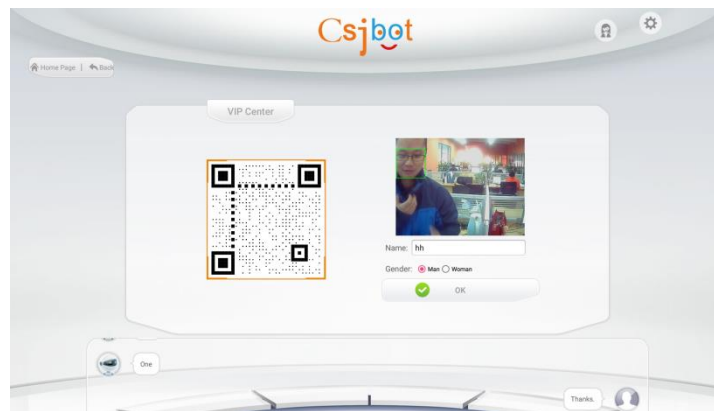 Csjbot
Home Page | Back
VIP Center
Name: hh
Gender: Man Woman
OK
One
Thanks.